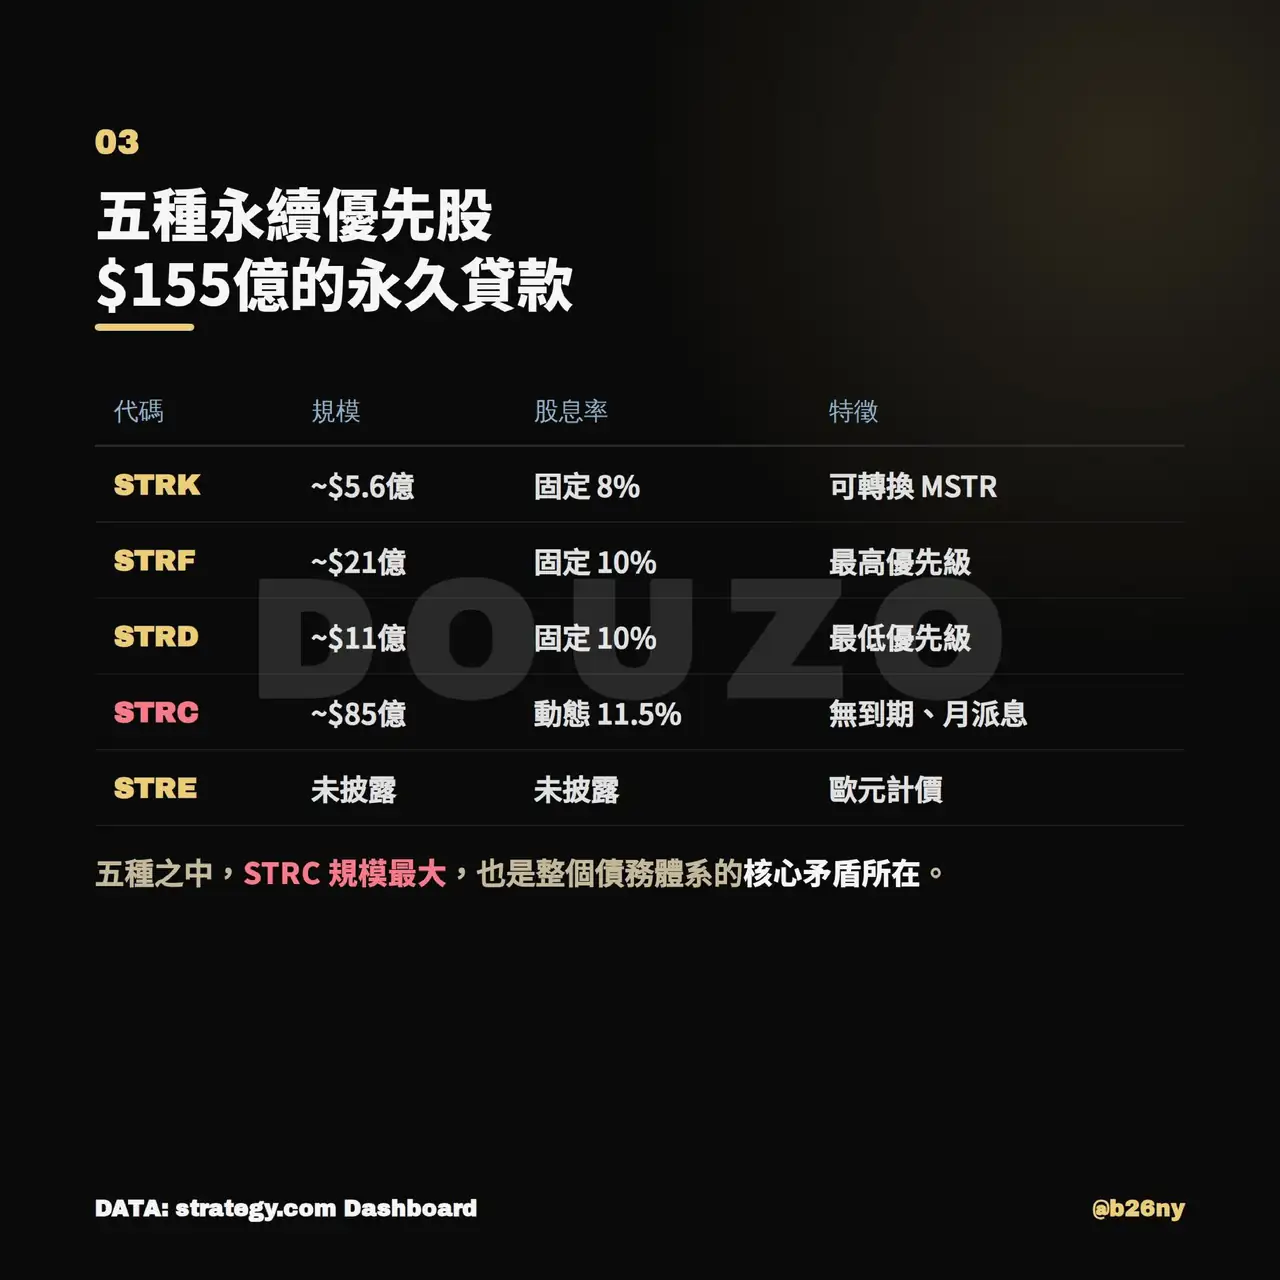 03
五種永續優先股
$155億的永久貸款
代碼 規模 股息率 特徵
STRK ~$5.6億 固定 8% 可轉換 MSTR
STRF ~$21億 固定 10% 最高優先級
STRD ~$11億 固定 10% 最低優先級
DOUZO
STRC ~$85億 動態 11.5% 無到期、月派息
STRE 未披露 未披露 歐元計價
五種之中，STRC 規模最大，也是整個債務體系的核心矛盾所在。
DATA: strategy.com Dashboard
@b26ny